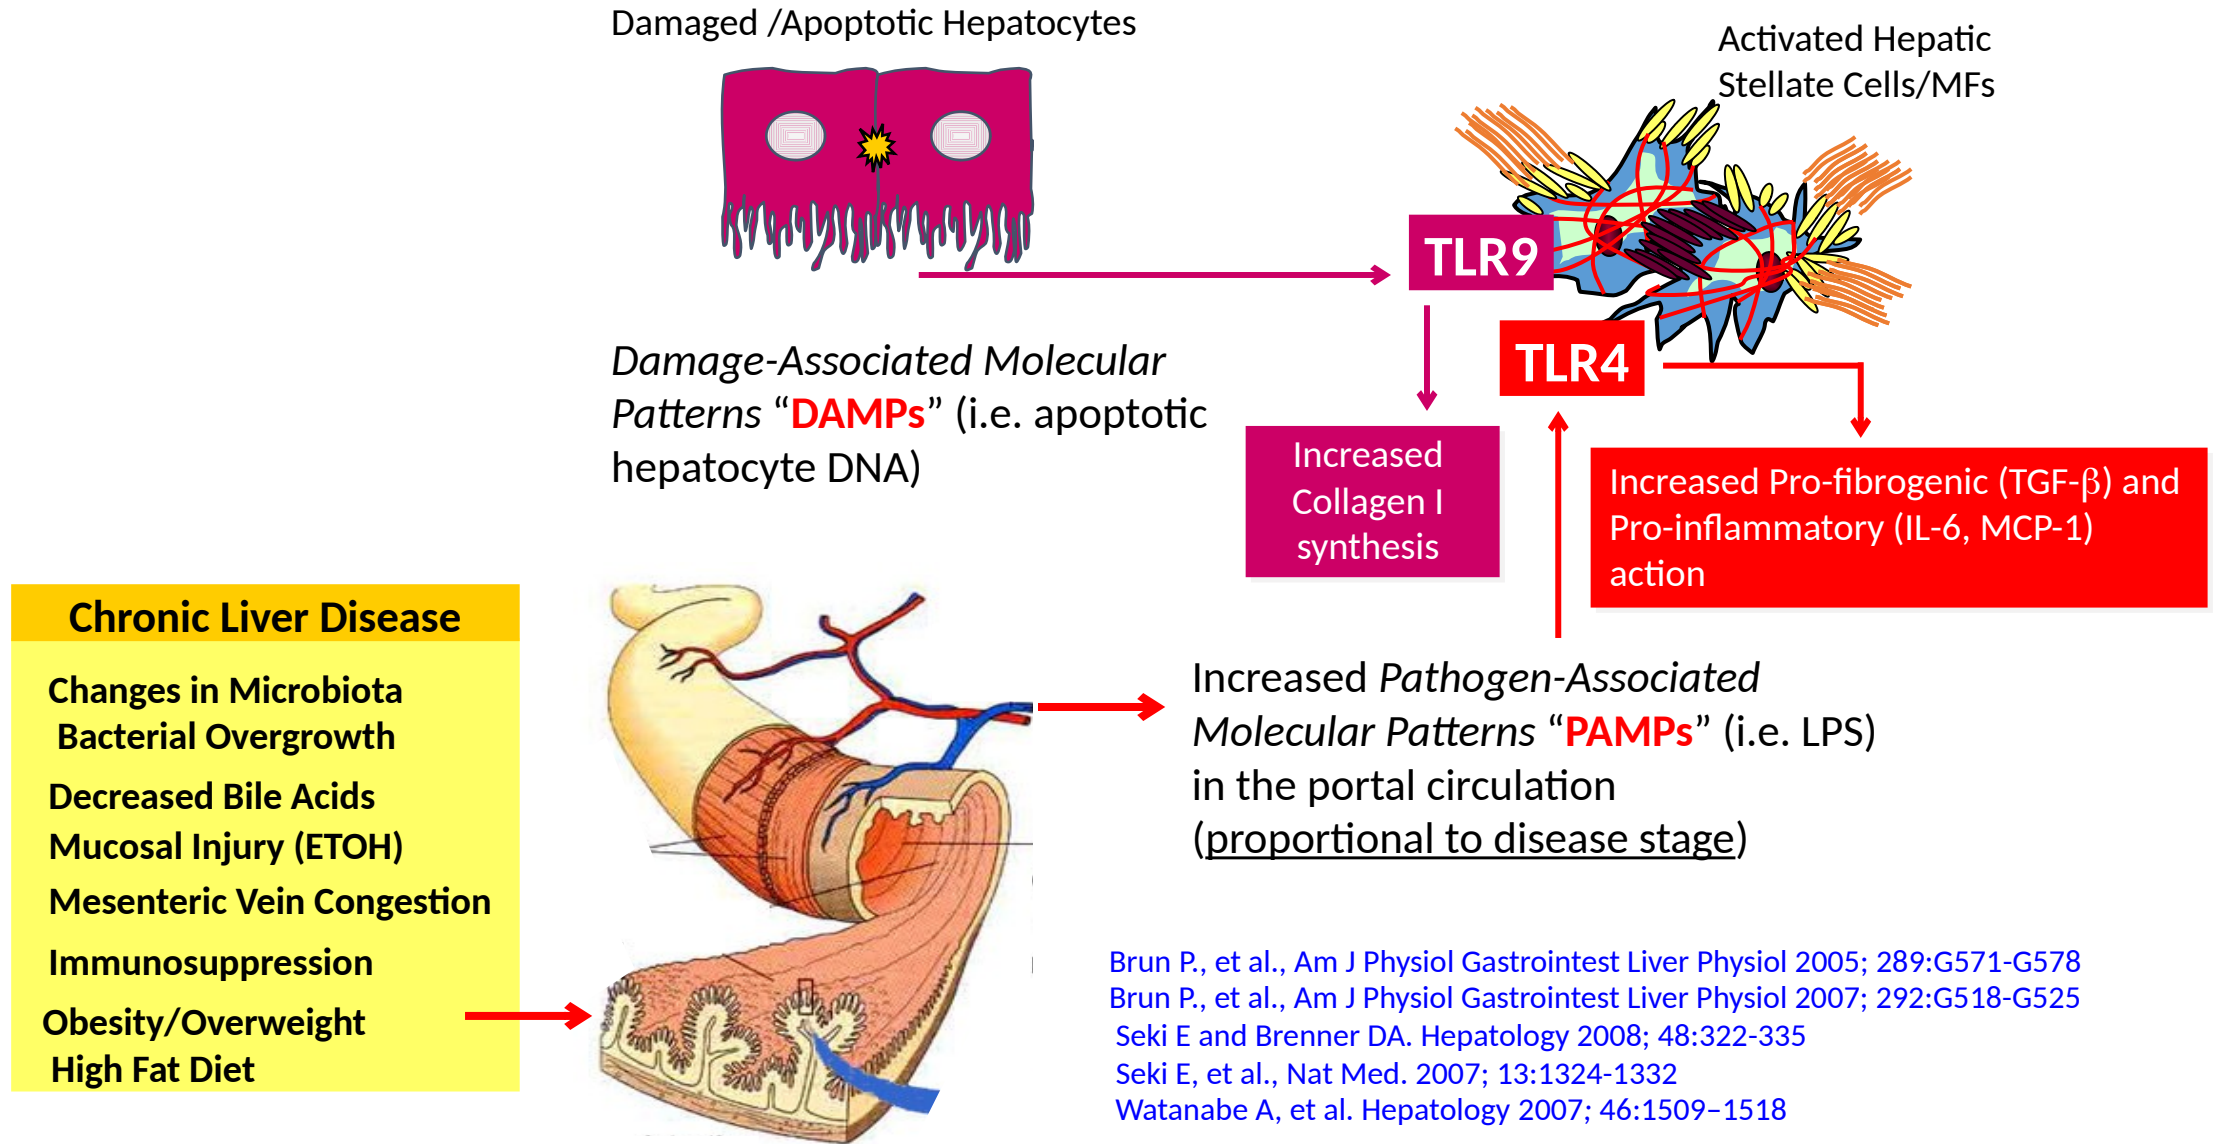 Damaged /Apoptotic Hepatocytes
Activated Hepatic
Stellate Cells/MFs
TLR9
TLR4
Damage-Associated Molecular
Patterns “DAMPs” (i.e. apoptotic
hepatocyte DNA)
Increased
Collagen I
synthesis
Increased Pro-fibrogenic (TGF-β) and
Pro-inflammatory (IL-6, MCP-1)
action
Chronic Liver Disease
Changes in Microbiota
Bacterial Overgrowth
Decreased Bile Acids
Mucosal Injury (ETOH)
Mesenteric Vein Congestion
Immunosuppression
Obesity/Overweight
High Fat Diet
Increased Pathogen-Associated
Molecular Patterns “PAMPs” (i.e. LPS)
in the portal circulation
(proportional to disease stage)
Brun P., et al., Am J Physiol Gastrointest Liver Physiol 2005; 289:G571-G578
Brun P., et al., Am J Physiol Gastrointest Liver Physiol 2007; 292:G518-G525
Seki E and Brenner DA. Hepatology 2008; 48:322-335
Seki E, et al., Nat Med. 2007; 13:1324-1332
Watanabe A, et al. Hepatology 2007; 46:1509–1518